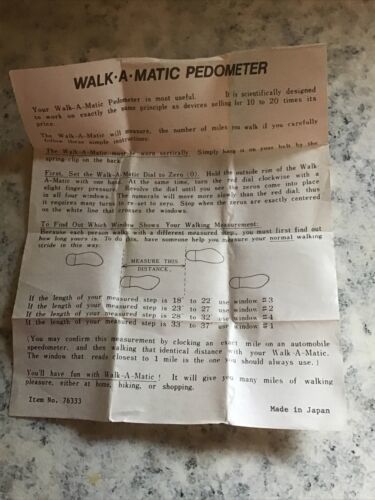 WALK·A·MATIC PEDOMETER
Your Walk-A-Matic Pedometer is most useful. It is scientifically designed
to work on exactly the same principle as devices selling for 10 to 20 times its
price.
The Walk-A-Matic will measure, the number of miles you walk if you carefully
follow these simple instructions:
The Walk-A-Matic must be worn vertically. Simply hang it on your belt by the
spring clip on the back.
First, Set the Walk-A-Matic Dial to Zero (0). Hold the outside rim of the Walk
A-Matic with one hand. At the same time, turn the red dial clockwise with a
slight finger pressure. Revolve the dial until you see the zeros come into place
in all 4 windows. The numerals will move more slowly than the red dial, thus
it requires many turns to re-set to zero. Stop when the zeros are exactly centered
on the white line that crosses the windows.
To Find Out Which Window Shows Your Walking Measurement:
Because each person walks with a different measured step, you must first find out
how long yours is. To do this, have someone help you measure your normal walking
stride in this way:
MEASURE THIS
DISTANCE.
If the length of your measured step is 18" to 22" use window #3
If the length of your measured step is 23" to 27" use window #2
If the length of your measured step is 28" to 32" use window #4
If the length of your measured step is 33" to 37" use window #1
(You may confirm this measurement by clocking an exact mile on an automobile
speedometer, and then walking that identical distance with your Walk-A-Matic.
The window that reads closest to 1 mile is the one you should always use.)
You'll have fun with Walk-A-Matic! It will give you many miles of walking
pleasure, either at home, hiking, or shopping.
Item No. 76333
Made in Japan